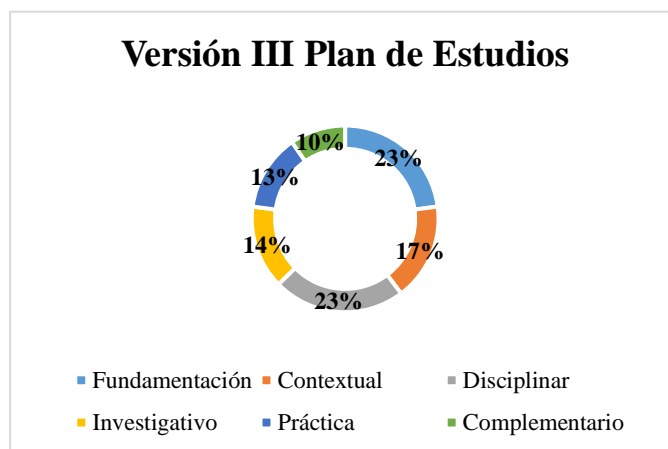 Versión III Plan de Estudios
10%
23%
13%
14%
17%
23%
Fundamentación Contextual Disciplinar
Investigativo Práctica Complementario